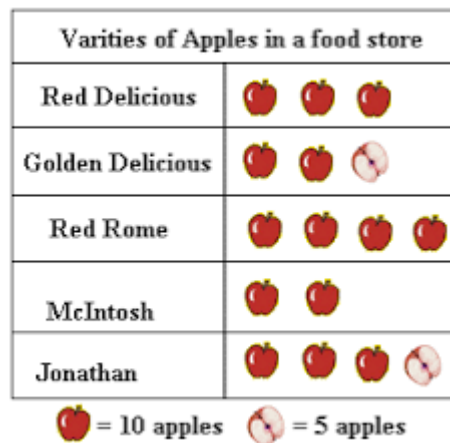 Varities of Apples in a food store
Red Delicious
Golden Delicious
Red Rome
McIntosh
Jonathan
= 10 apples = 5 apples